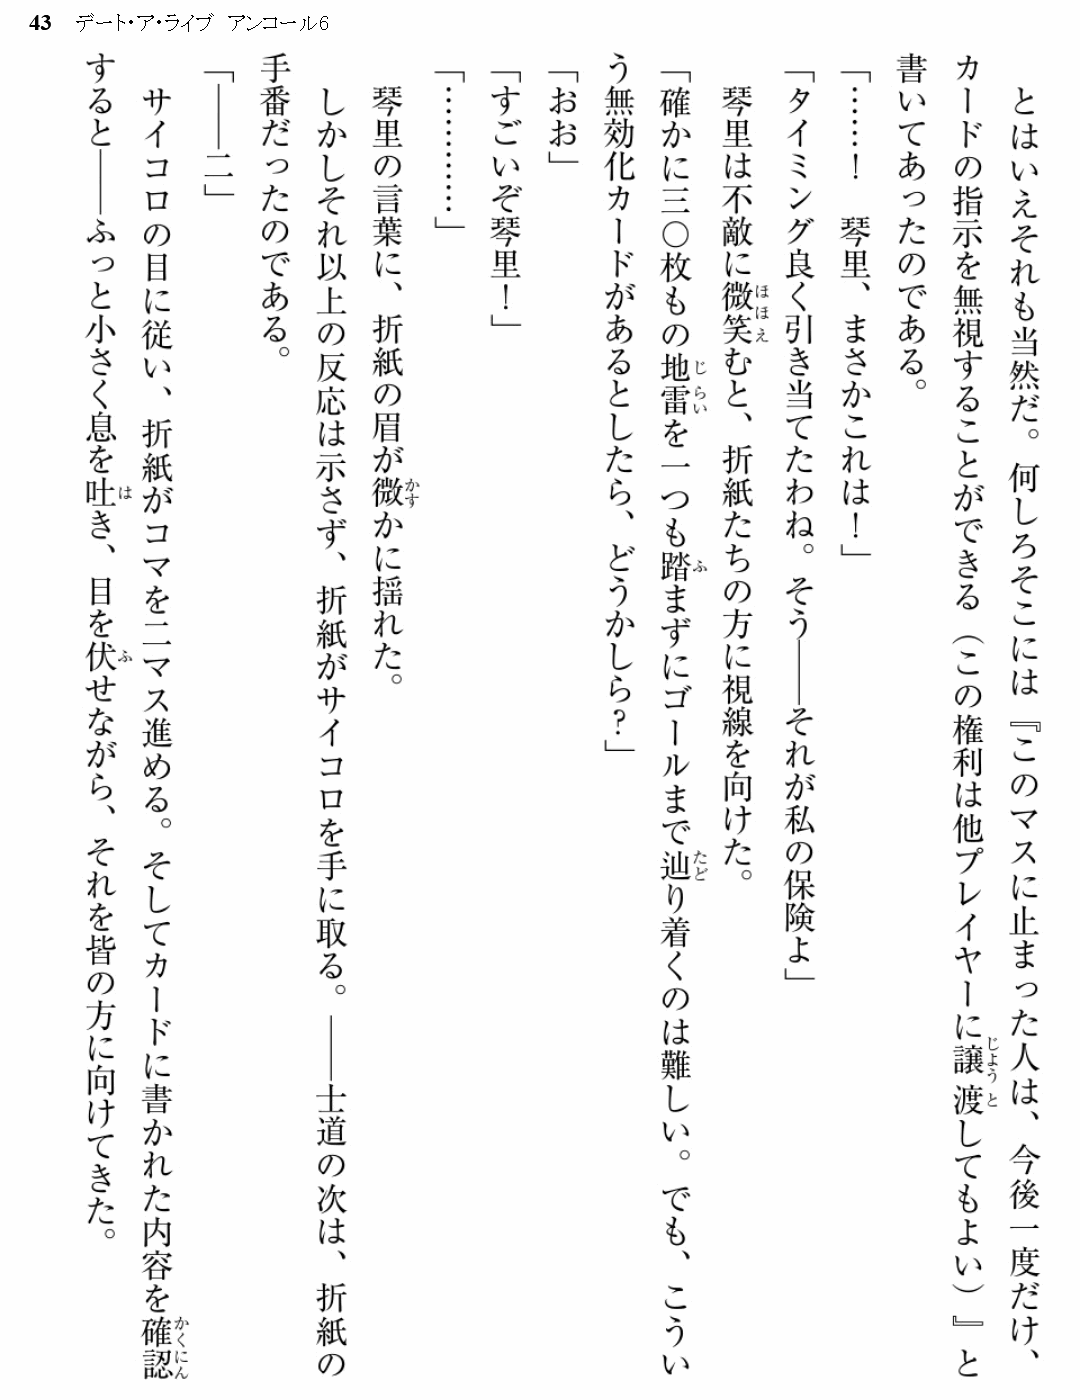 43 デート・ア・ライブ アンコール6
　とはいえそれも当然だ。何しろそこには『このマスに止まった人は、今後一度だけ、
カードの指示を無視することができる（この権利は他プレイヤーに譲渡してもよい）』と
書いてあったのである。
「……！　琴里、まさかこれは！」
「タイミング良く引き当てたわね。そう――それが私の保険よ」
　琴里は不敵に微笑むと、折紙たちの方に視線を向けた。
「確かに三〇枚もの地雷を一つも踏まずにゴールまで辿り着くのは難しい。でも、こうい
う無効化カードがあるとしたら、どうかしら？」
「おお」
「すごいぞ琴里！」
「…………」
　琴里の言葉に、折紙の眉が微かに揺れた。
　しかしそれ以上の反応は示さず、折紙がサイコロを手に取る。――士道の次は、折紙の
手番だったのである。
「――二」
　サイコロの目に従い、折紙がコマを二マス進める。そしてカードに書かれた内容を確認
すると――ふっと小さく息を吐き、目を伏せながら、それを皆の方に向けてきた。